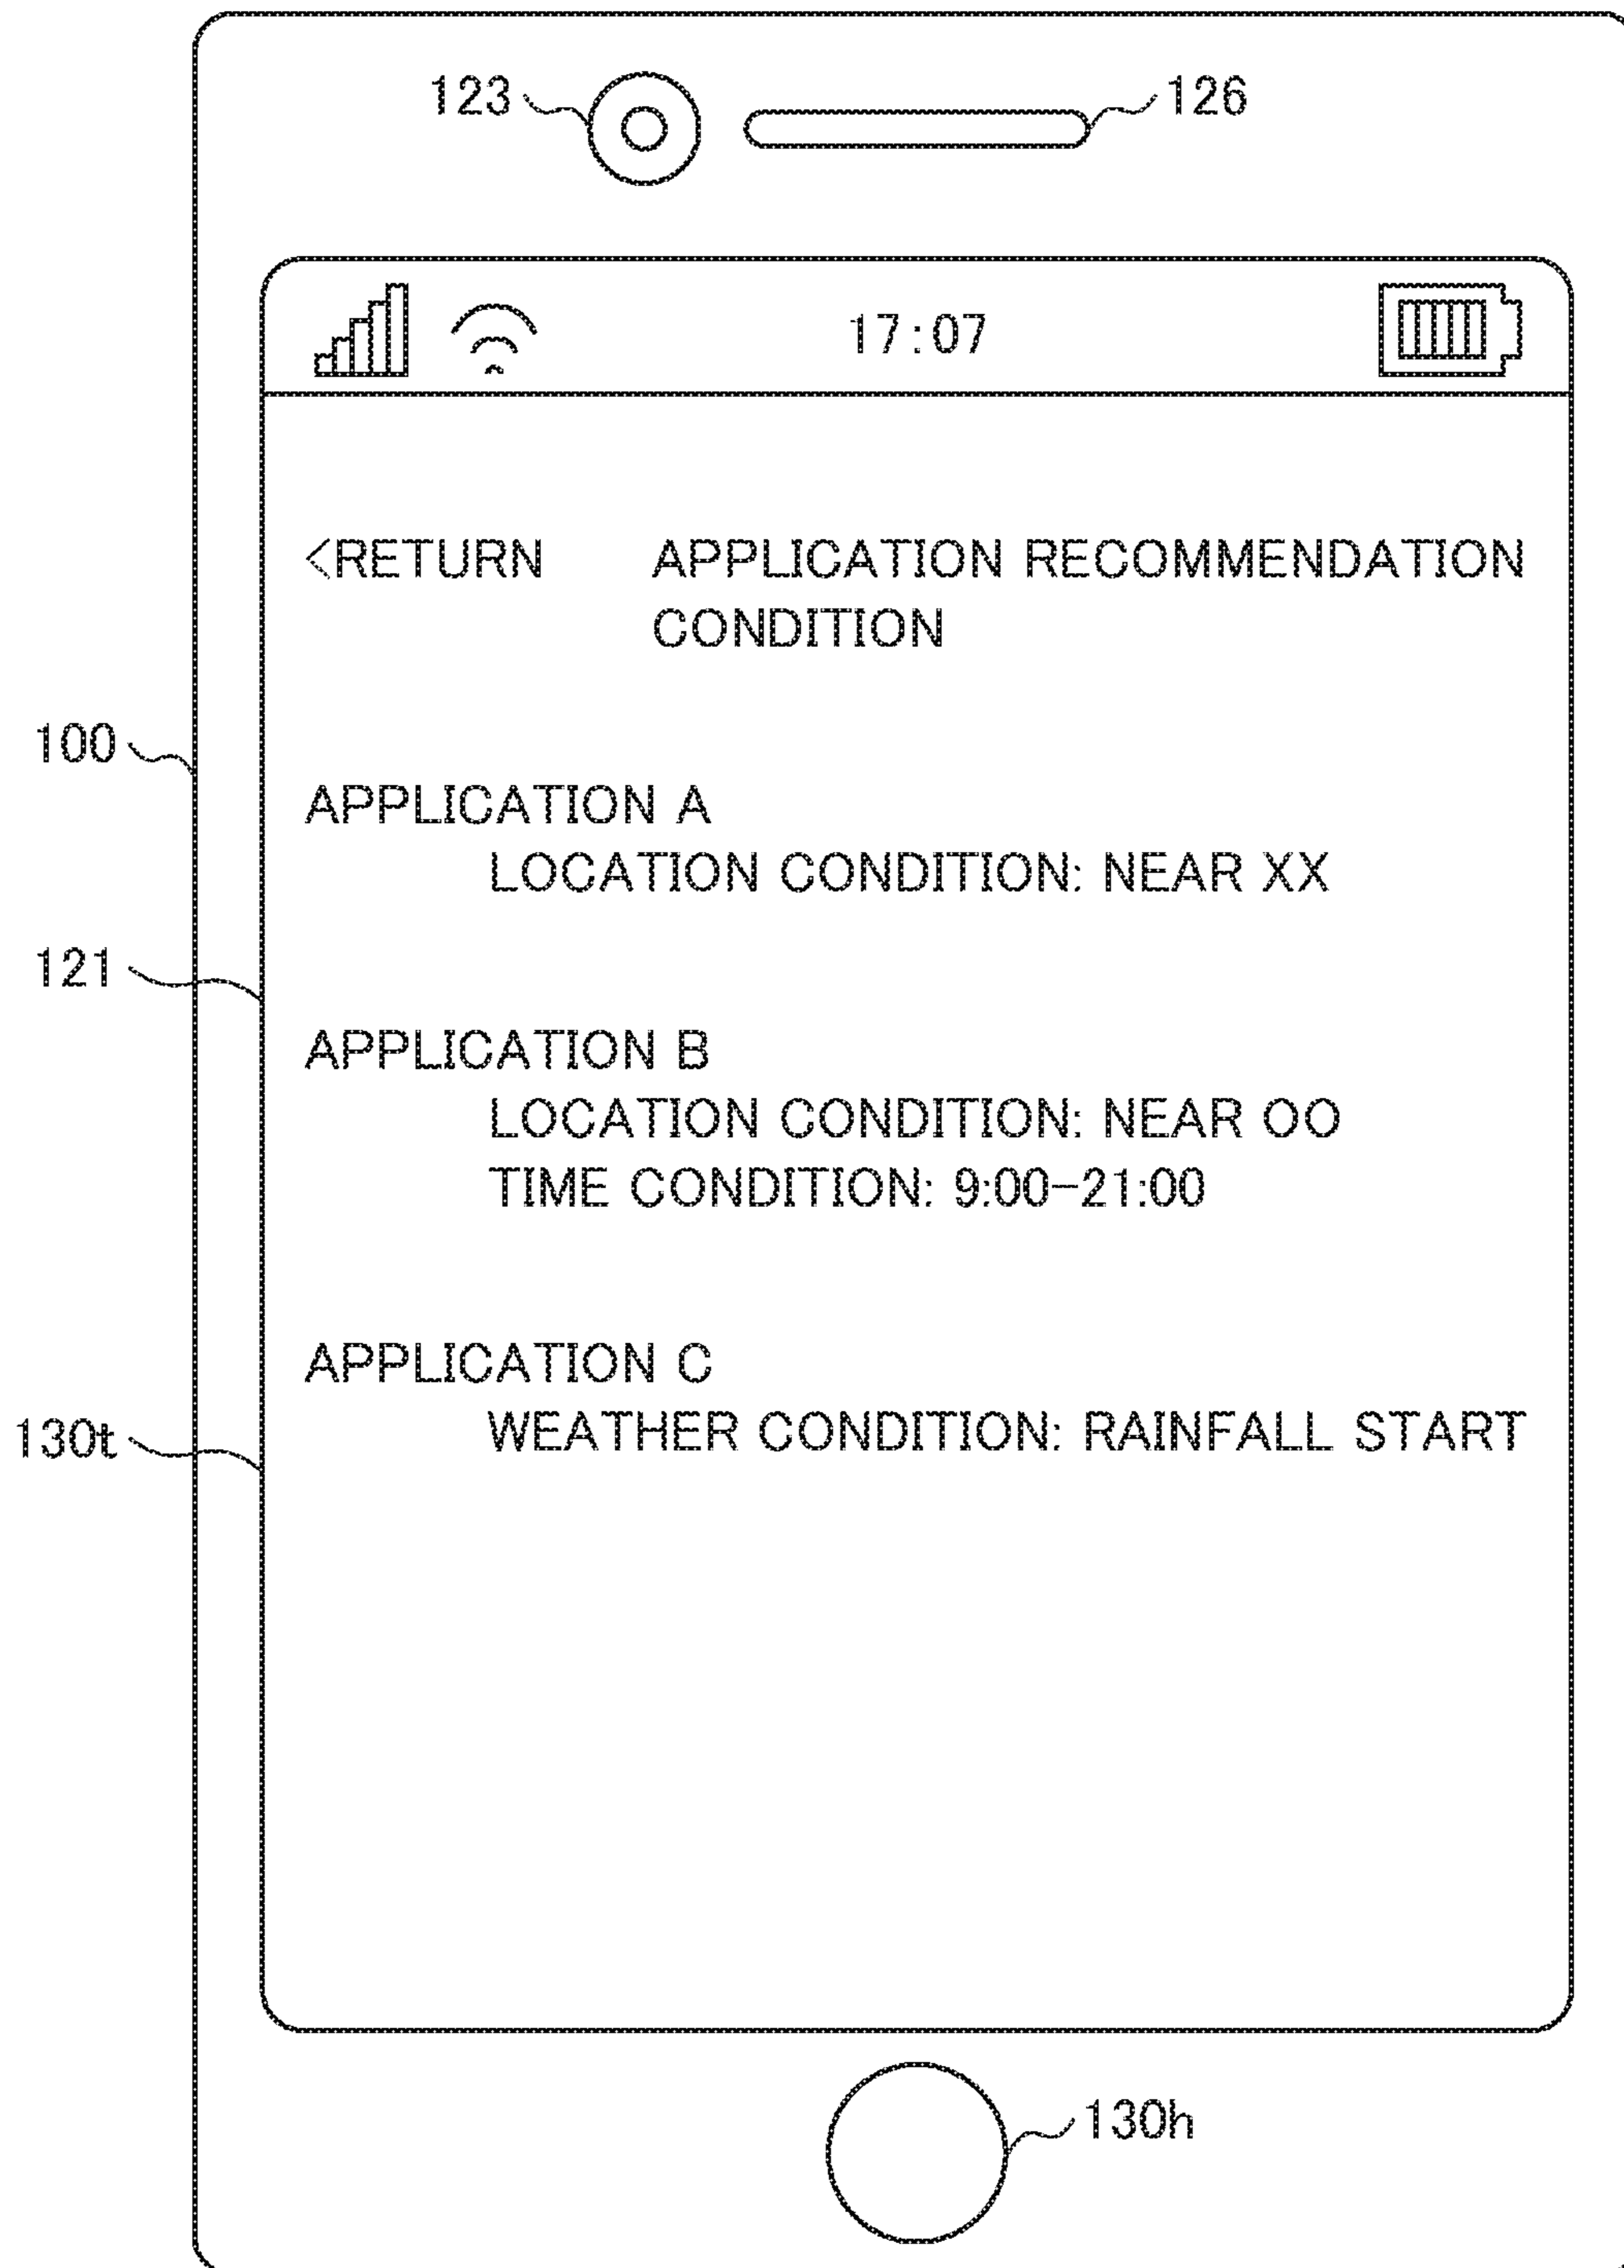 123
126
17:07
<RETURN
APPLICATION RECOMMENDATION
CONDITION
100
APPLICATION A
LOCATION CONDITION: NEAR XX
121
APPLICATION B
LOCATION CONDITION: NEAR OO
TIME CONDITION: 9:00-21:00
APPLICATION C
130t
WEATHER CONDITION: RAINFALL START
130h